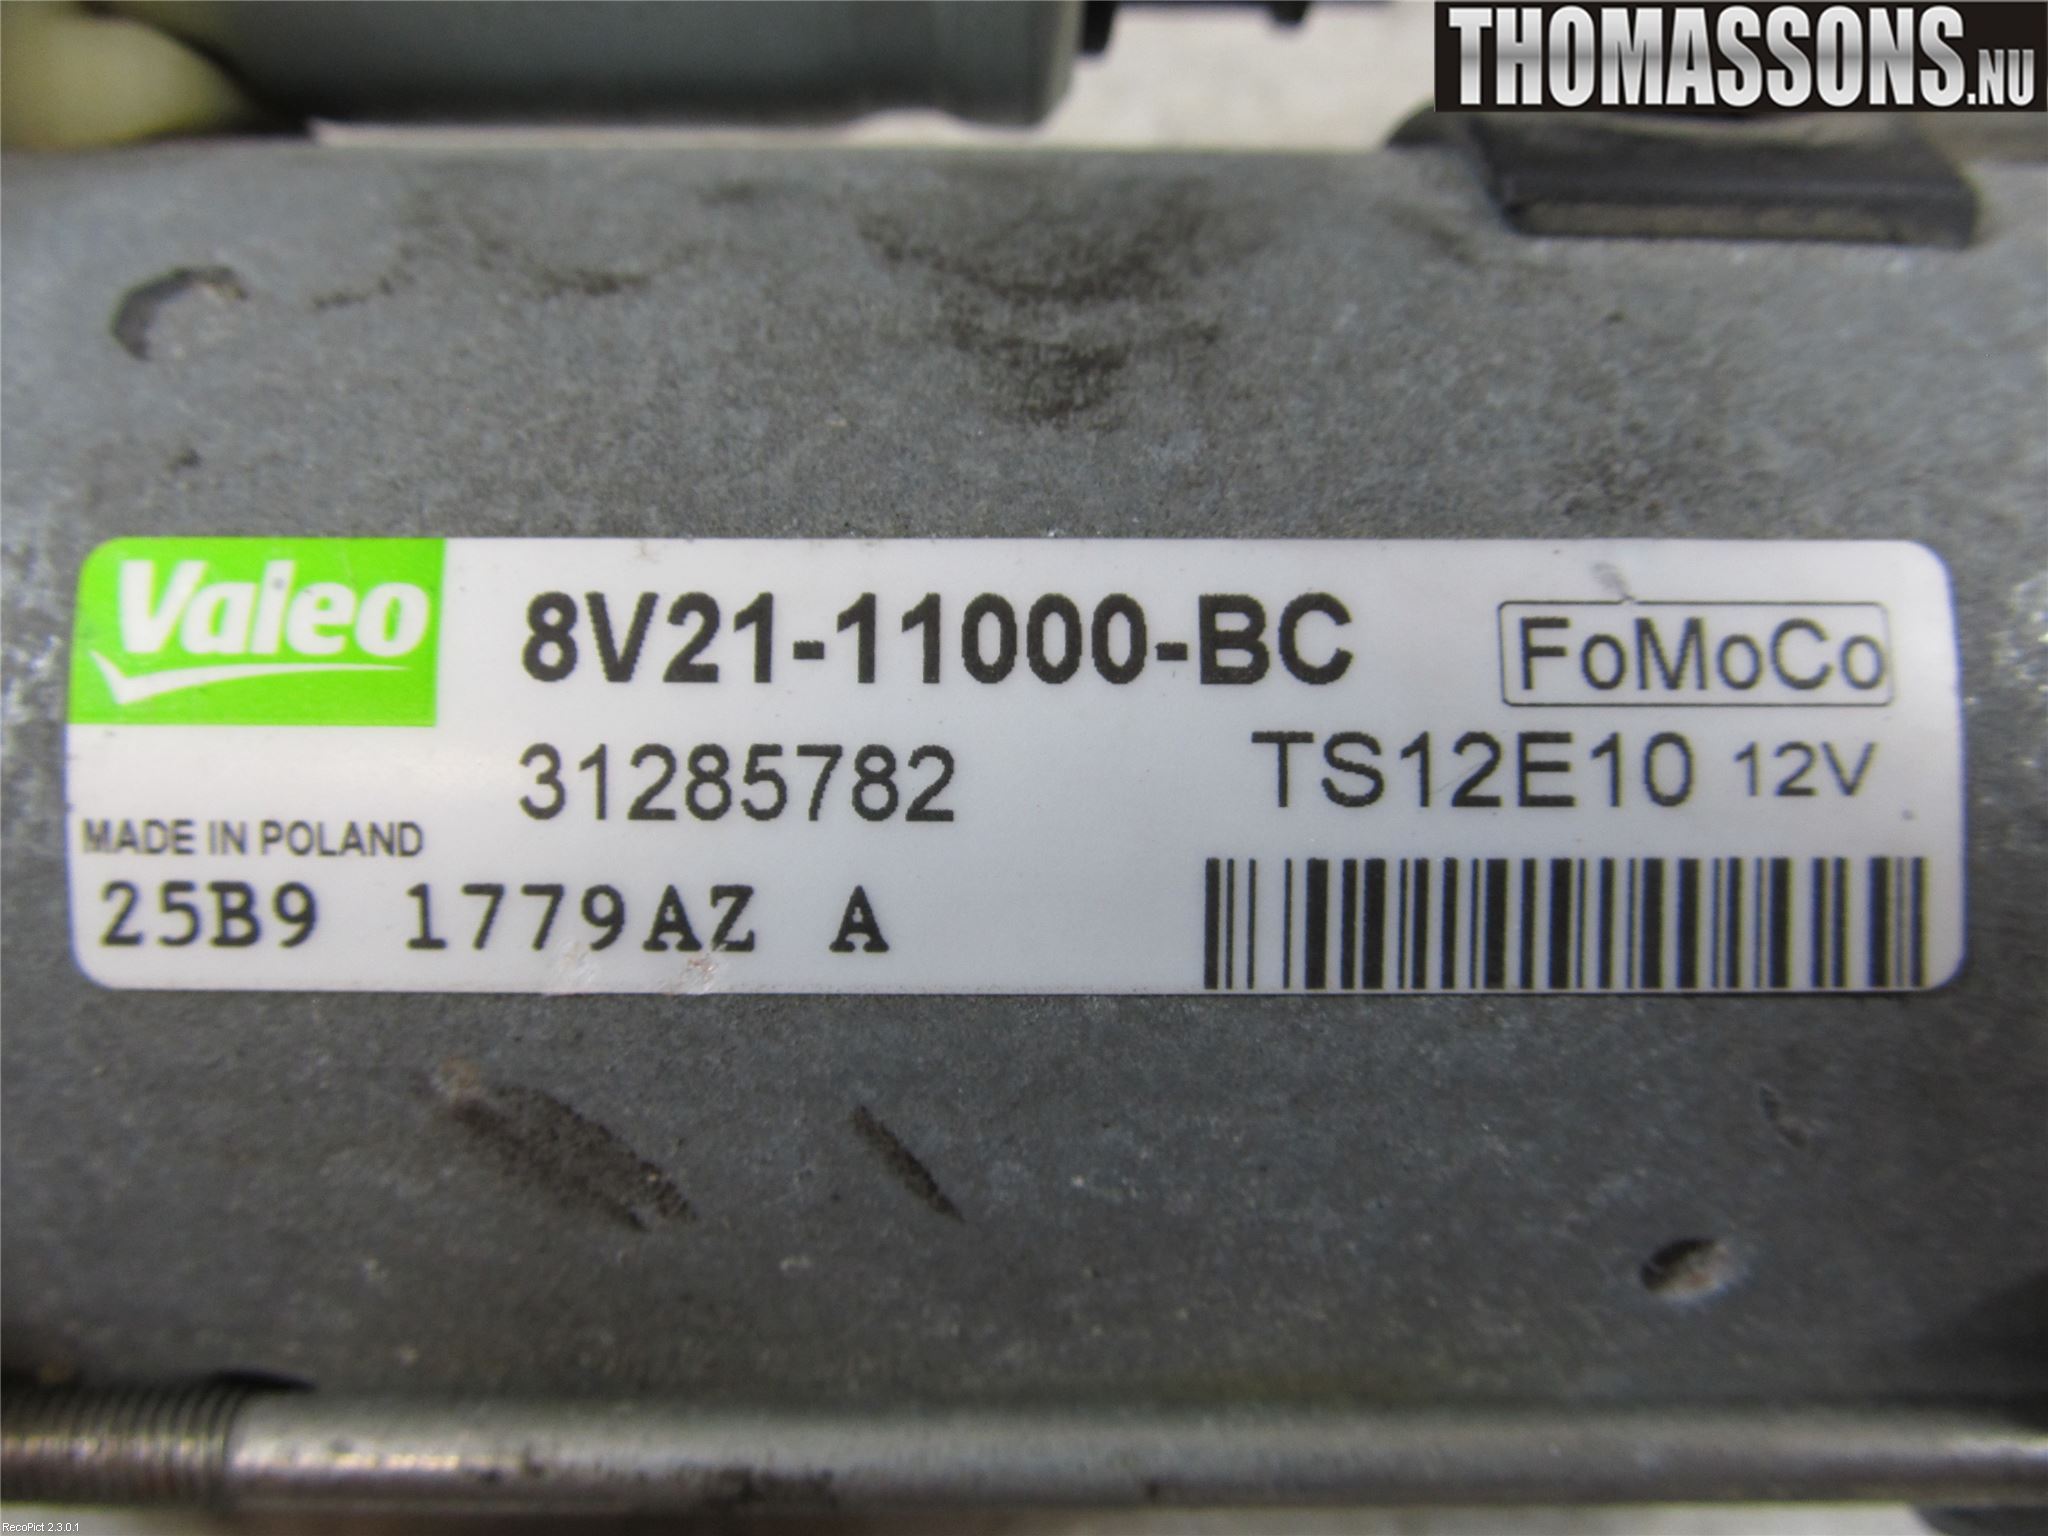 THOMASSONS.NU
Valeo
8V21-11000-BC
FoMoCo
31285782
TS12E10 12V
MADE IN POLAND
25B9 1779AZ A
RecoPict 2.3.0.1